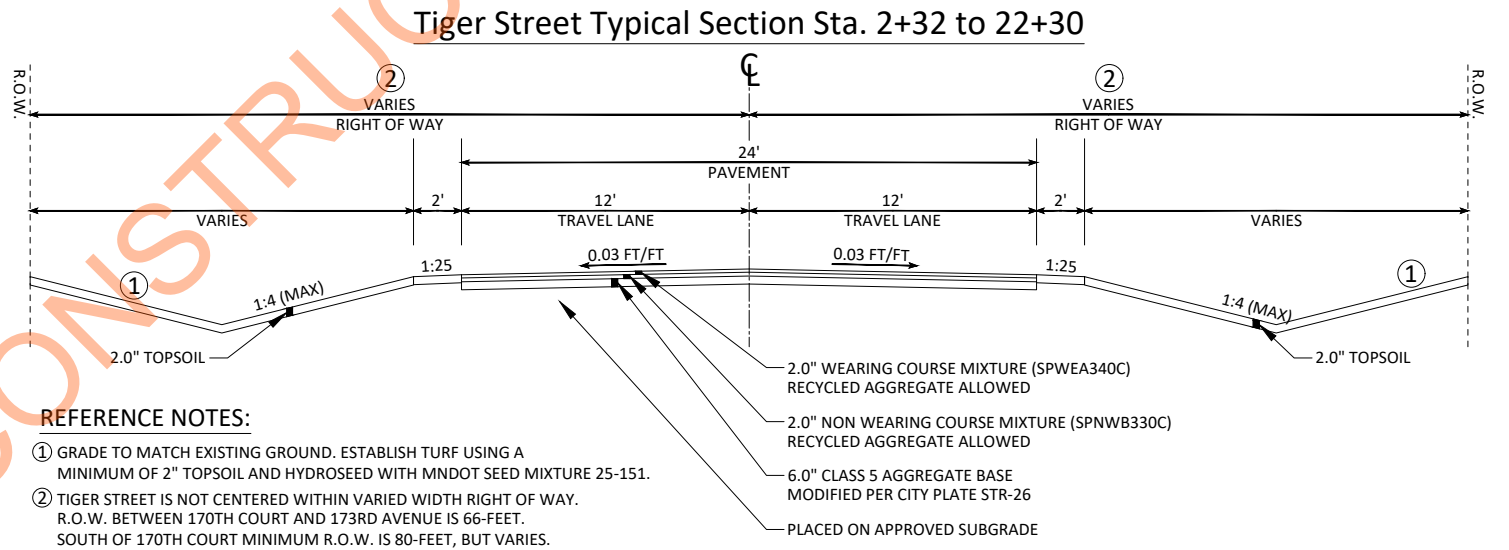 Tiger Street Typical Section Sta. 2+32 to 22+30
CONSTRUC
R.O.W.
R.O.W.
℄
2
VARIES
RIGHT OF WAY
2
VARIES
RIGHT OF WAY
24'
PAVEMENT
VARIES
2'
12'
TRAVEL LANE
12'
TRAVEL LANE
2'
VARIES
1
1:4 (MAX)
1:25
0.03 FT/FT
0.03 FT/FT
1:25
1:4 (MAX)
1
2.0" TOPSOIL
2.0" TOPSOIL
2.0" WEARING COURSE MIXTURE (SPWEA340C)
RECYCLED AGGREGATE ALLOWED
2.0" NON WEARING COURSE MIXTURE (SPNWB330C)
RECYCLED AGGREGATE ALLOWED
6.0" CLASS 5 AGGREGATE BASE
MODIFIED PER CITY PLATE STR-26
PLACED ON APPROVED SUBGRADE
REFERENCE NOTES:
1 GRADE TO MATCH EXISTING GROUND. ESTABLISH TURF USING A
MINIMUM OF 2" TOPSOIL AND HYDROSEED WITH MNDOT SEED MIXTURE 25-151.
2 TIGER STREET IS NOT CENTERED WITHIN VARIED WIDTH RIGHT OF WAY.
R.O.W. BETWEEN 170TH COURT AND 173RD AVENUE IS 66-FEET.
SOUTH OF 170TH COURT MINIMUM R.O.W. IS 80-FEET, BUT VARIES.